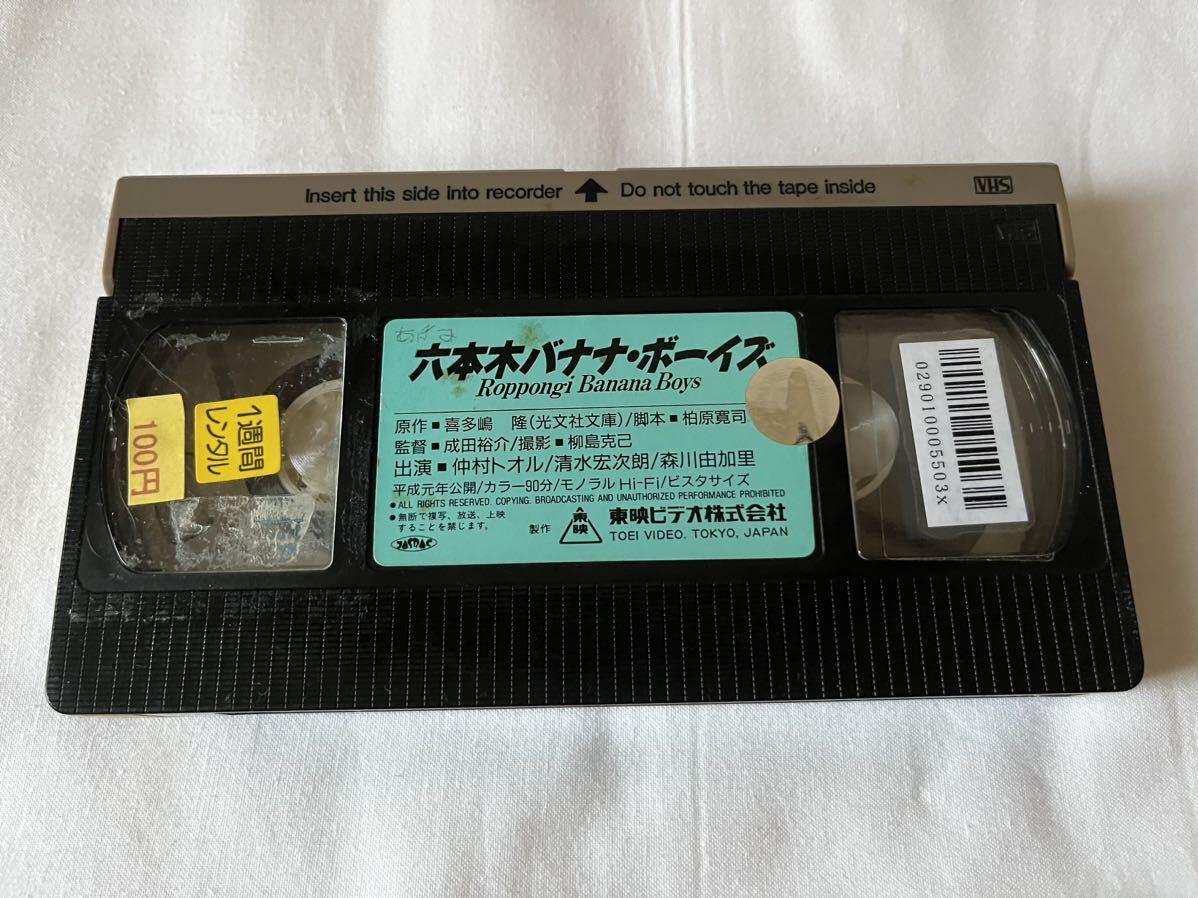 Insert this side into recorder Do not touch the tape inside
VHS
VHS
六本木バナナ・ボーイズ
Roppongi Banana Boys
原作■喜多嶋 隆(光文社文庫)/脚本■柏原寛司
監督■成田裕介/撮影■柳島克己
出演■仲村トオル/清水宏次朗/森川由加里
平成元年公開/カラー90分/モノラルHi-Fi/ビスタサイズ
●ALL RIGHTS RESERVED. COPYING. BROADCASTING AND UNAUTHORIZED PERFORMANCE PROHIBITED
●無断で複写、放送、上映
することを禁じます。
製作 東映 東映ビデオ株式会社
TOEI VIDEO. TOKYO, JAPAN
1週間
レンタル
100円
029010005503X